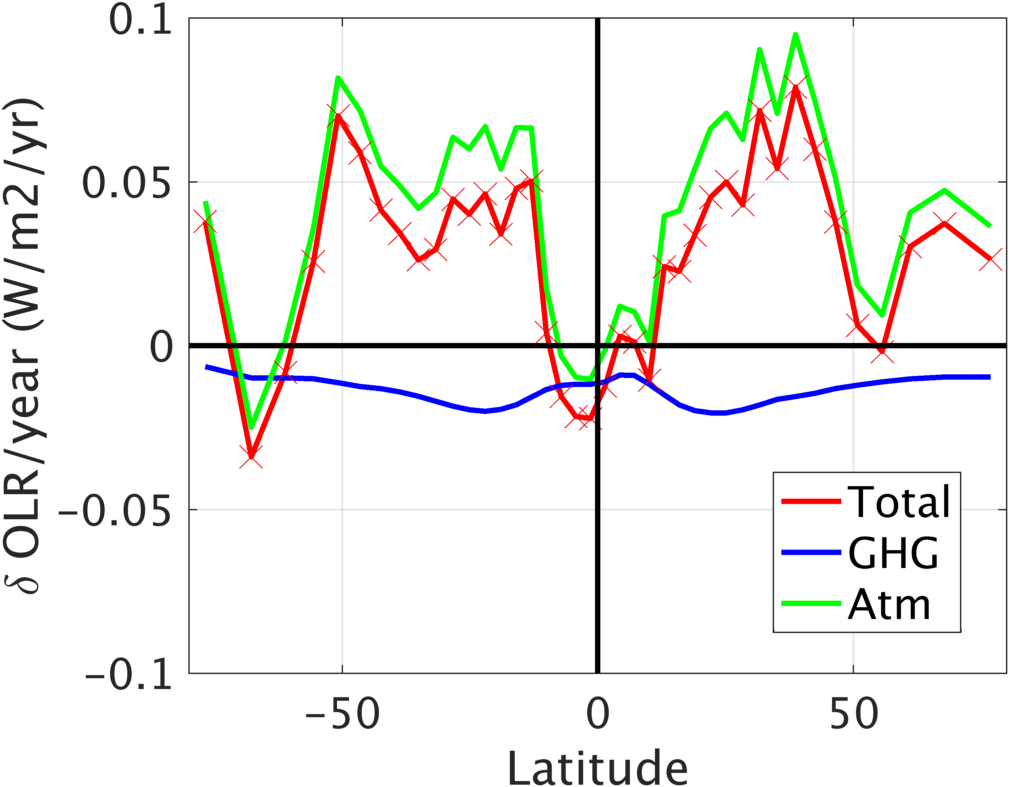 0.1
0.05
0
-0.05
-0.1
δ OLR/year (W/m2/yr)
-50
0
50
Latitude
Total
GHG
Atm